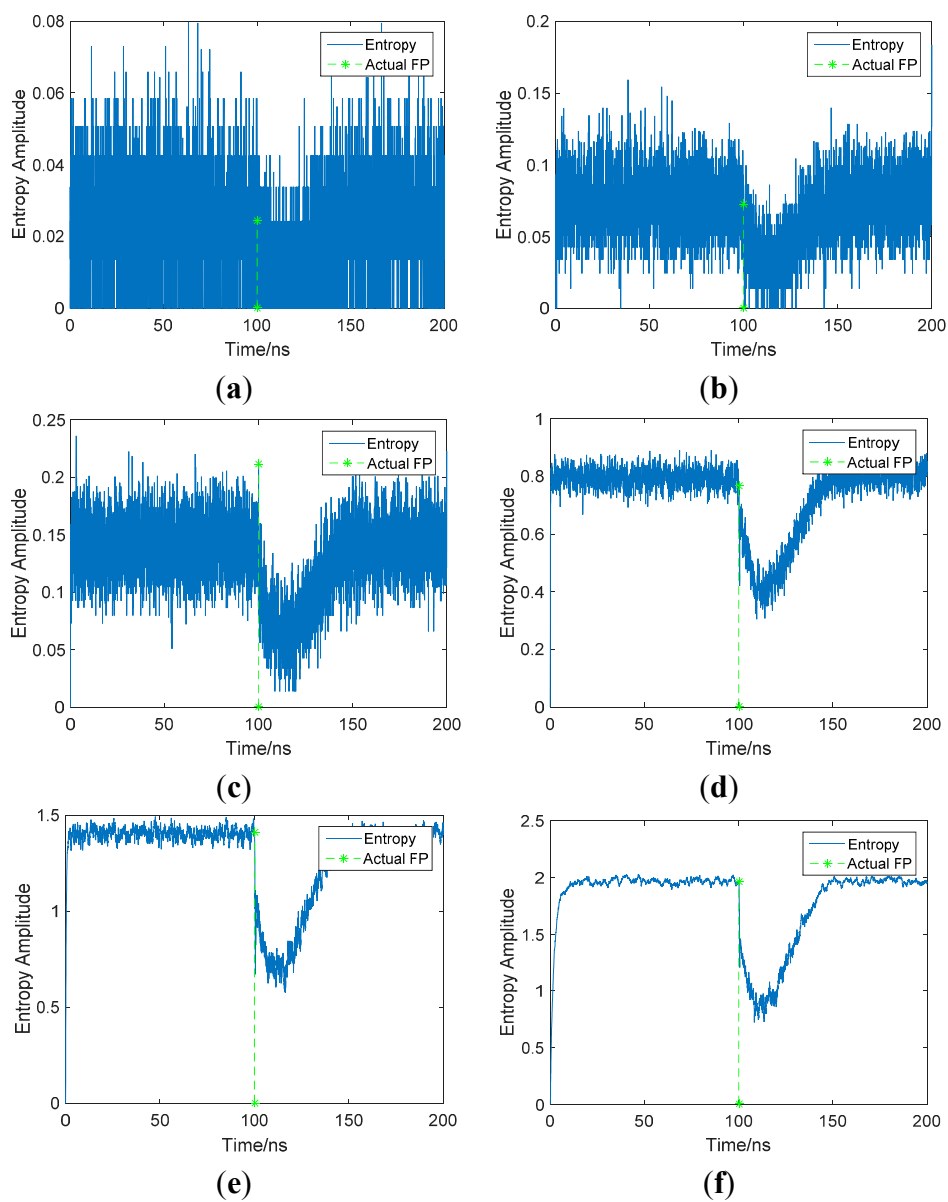 Entropy Amplitude
0.08
0.06
0.04
0.02
0
0
50
100
150
200
Time/ns
Entropy
Actual FP
(a)
Entropy Amplitude
0.2
0.15
0.1
0.05
0
0
50
100
150
200
Time/ns
Entropy
Actual FP
(b)
Entropy Amplitude
0.25
0.2
0.15
0.1
0.05
0
0
50
100
150
200
Time/ns
Entropy
Actual FP
(c)
Entropy Amplitude
1
0.8
0.6
0.4
0.2
0
0
50
100
150
200
Time/ns
Entropy
Actual FP
(d)
Entropy Amplitude
1.5
1
0.5
0
0
50
100
150
200
Time/ns
Entropy
Actual FP
(e)
Entropy Amplitude
2.5
2
1.5
1
0.5
0
0
50
100
150
200
Time/ns
Entropy
Actual FP
(f)